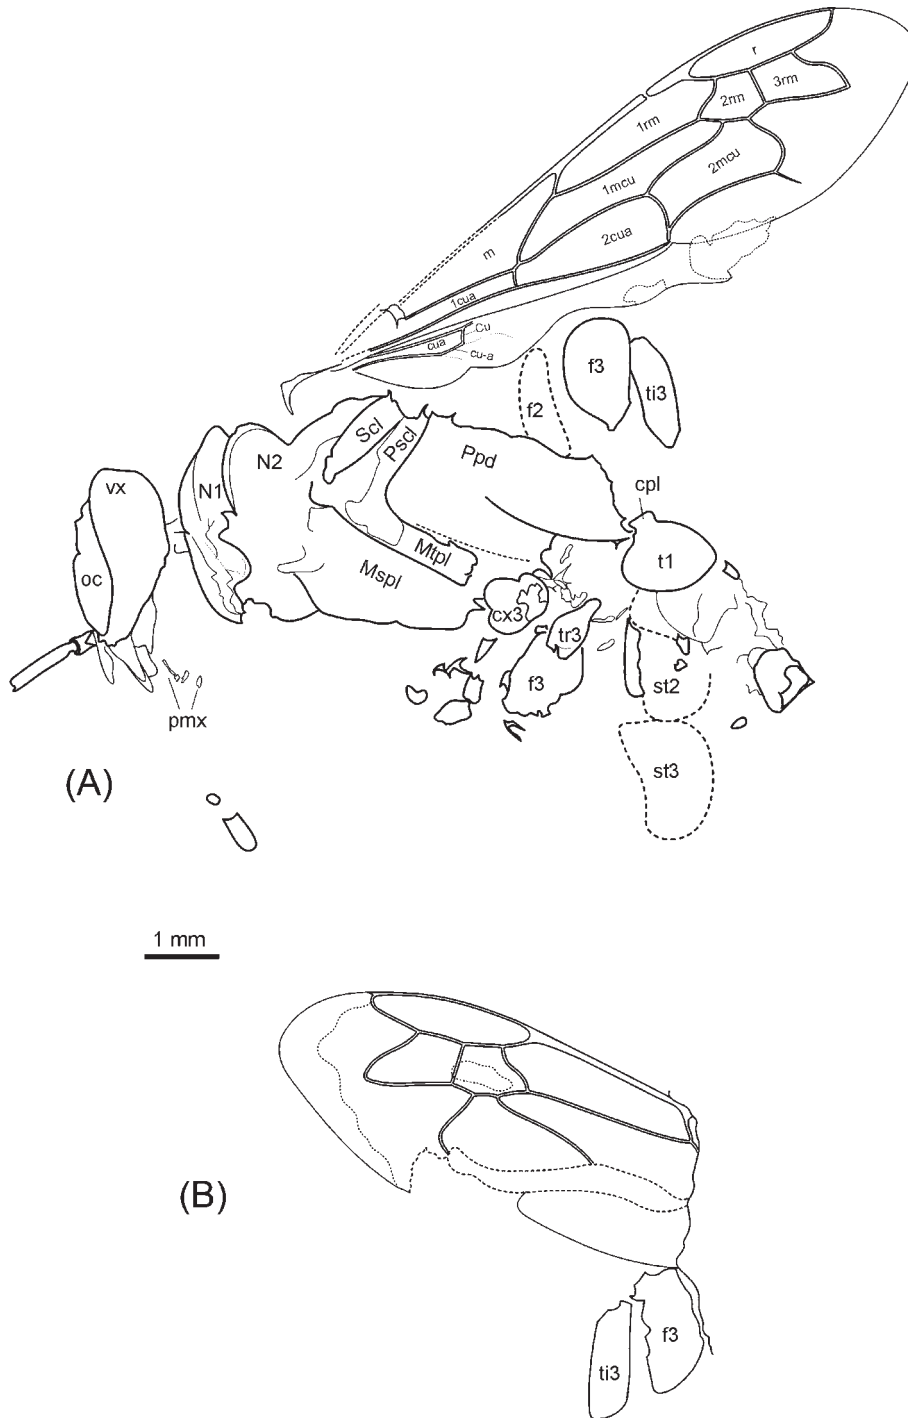 r
3rm
2rm
1rm
2mcu
1mcu
2cua
m
1cua
Cu
cua
cu-a
f3
ti3
f2
Scl
Pscl
Ppd
N2
N1
vx
cpl
t1
Mtpl
Mspl
oc
cx3
tr3
f3
st2
pmx
st3
(A)
1 mm
(B)
f3
ti3